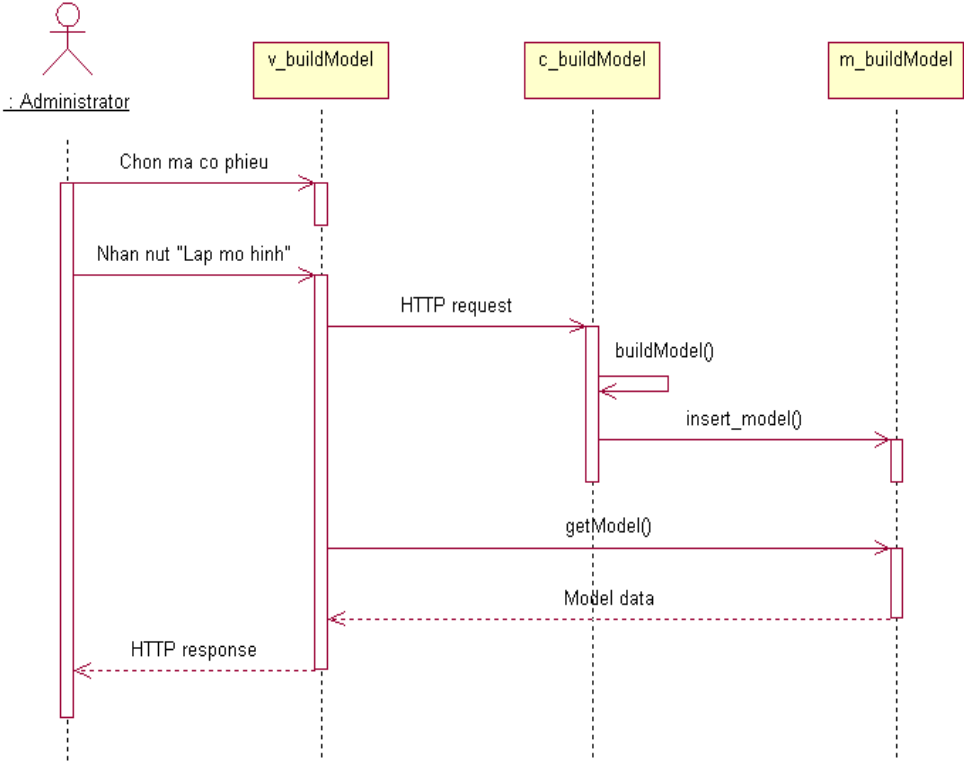 v_buildModel
c_buildModel
m_buildModel
: Administrator
Chon ma co phieu
Nhan nut "Lap mo hinh"
HTTP request
buildModel()
insert_model()
getModel()
Model data
HTTP response